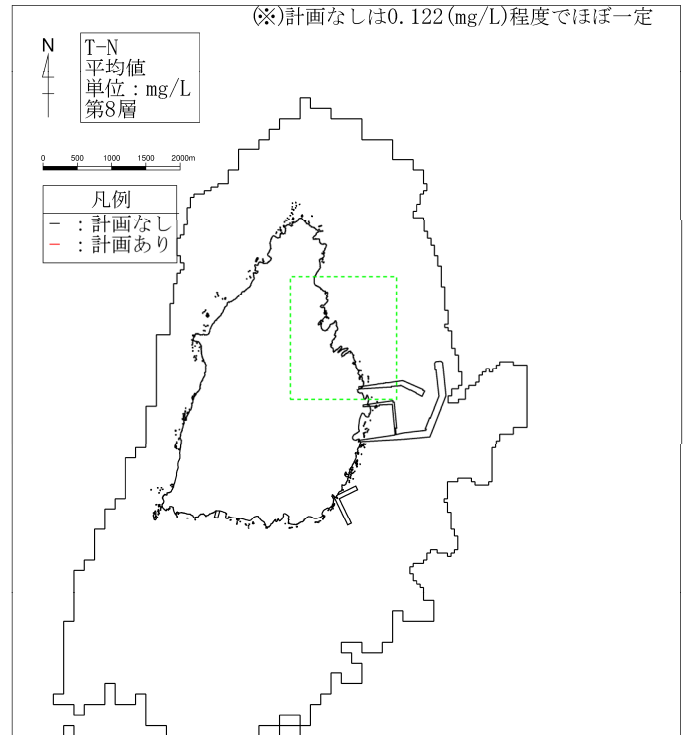 (※)計画なしは0.122(mg/L)程度でほぼ一定
N
T-N
平均値
単位：mg/L
第8層
0 500 1000 1500 2000m
凡例
－ ：計画なし
－ ：計画あり